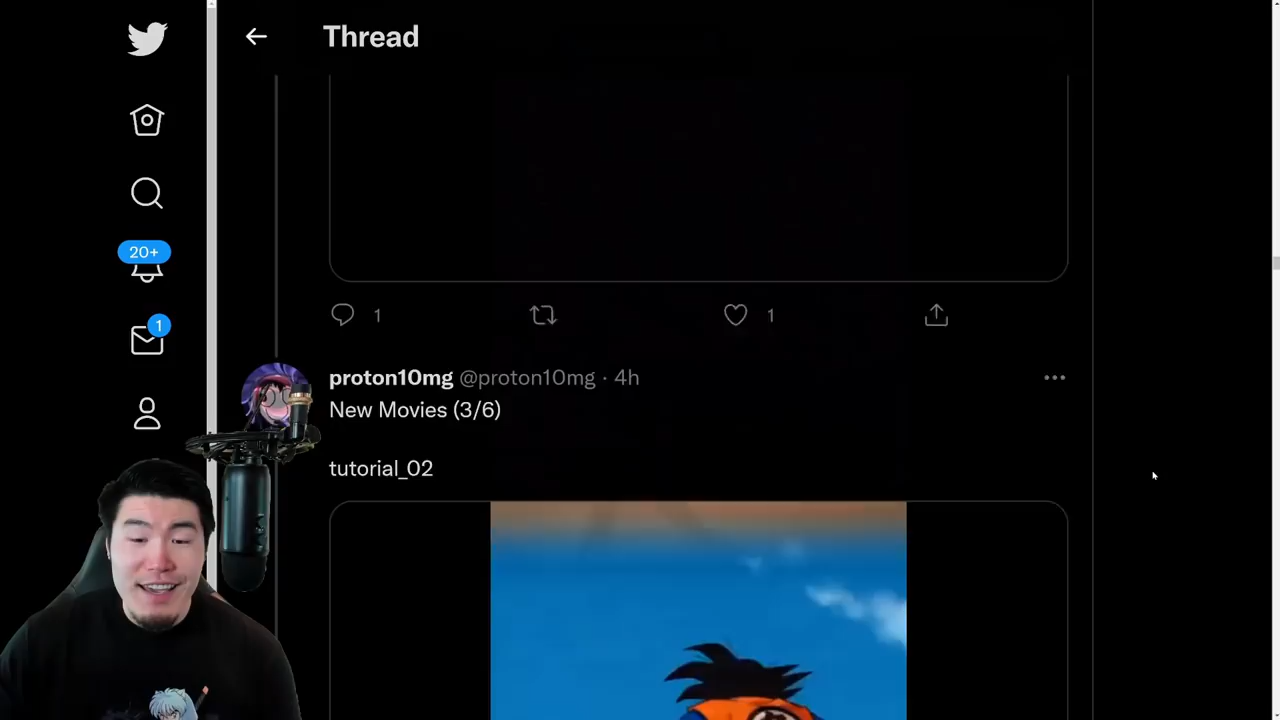 Thread
20+
1
1
1
proton10mg @proton10mg · 4h
New Movies (3/6)
tutorial_02